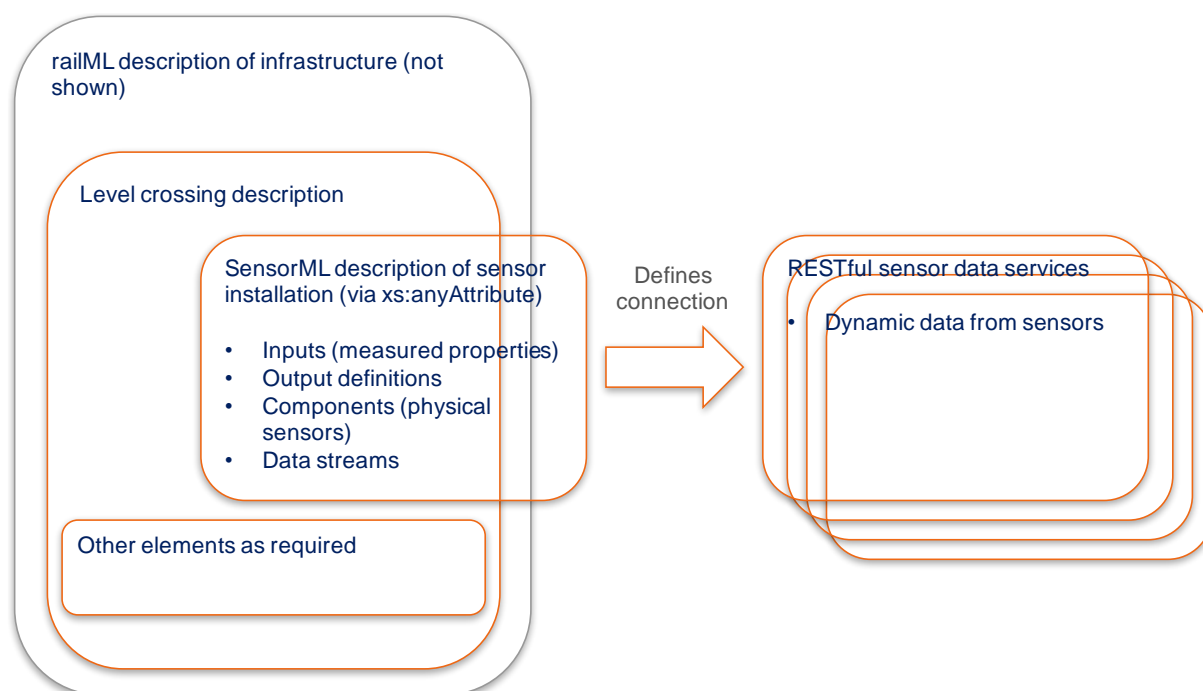 railML description of infrastructure (not
shown)
Level crossing description
SensorML description of sensor
installation (via xs:anyAttribute)
• Inputs (measured properties)
• Output definitions
• Components (physical
sensors)
• Data streams
Other elements as required
Defines
connection
RESTful sensor data services
• Dynamic data from sensors